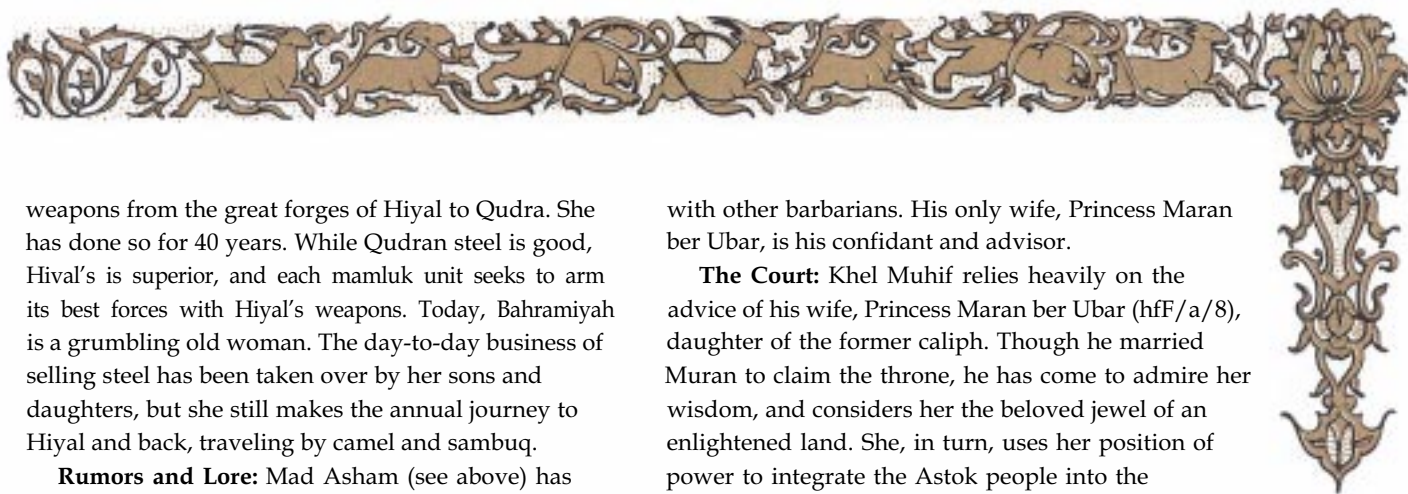 weapons from the great forges of Hiyal to Qudra. She
has done so for 40 years. While Qudran steel is good,
Hival's is superior, and each mamluk unit seeks to arm
its best forces with Hiyal's weapons. Today, Bahramiyah
is a grumbling old woman. The day-to-day business of
selling steel has been taken over by her sons and
daughters, but she still makes the annual journey to
Hiyal and back, traveling by camel and sambuq.
Rumors and Lore: Mad Asham (see above) has
with other barbarians. His only wife, Princess Maran
ber Ubar, is his confidant and advisor.
The Court: Khel Muhif relies heavily on the
advice of his wife, Princess Maran ber Ubar (hfF/a/8),
daughter of the former caliph. Though he married
Muran to claim the throne, he has come to admire her
wisdom, and considers her the beloved jewel of an
enlightened land. She, in turn, uses her position of
power to integrate the Astok people into the